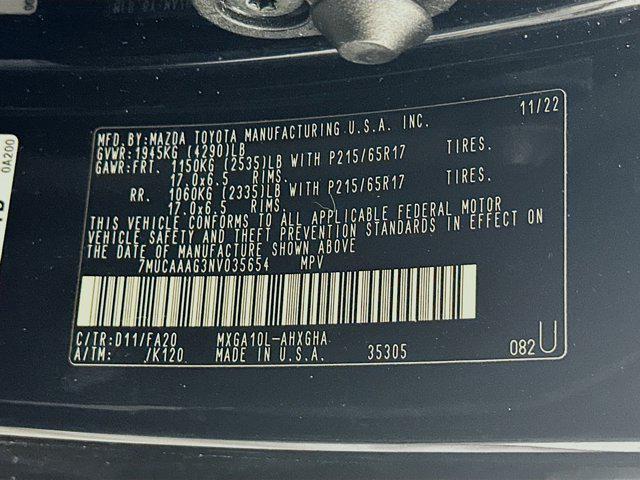 11/22
MFD.BY:MAZDA TOYOTA MANUFACTURING U.S.A. INC.
GVWR:1945KG (4290)LB
GAWR:FRT. 1150KG (2535)LB WITH P215/65R17 TIRES.
17.0x6.5 RIMS.
RR. 1060KG (2335)LB WITH P215/65R17 TIRES.
17.0x6.5 RIMS.
THIS VEHICLE CONFORMS TO ALL APPLICABLE FEDERAL MOTOR
VEHICLE SAFETY AND THEFT PREVENTION STANDARDS IN EFFECT ON
THE DATE OF MANUFACTURE SHOWN ABOVE
7MUCAAAG3NV035654 MPV
C/TR:D11/FA20 MXGA10L-AHXGHA
A/TM: /K120 MADE IN U.S.A. 35305 082U
0A200